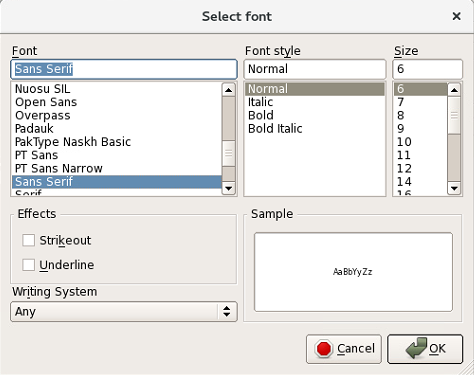 Select font
Font
Font style
Size
Sans Serif
Normal
6
Nuosu SIL
Open Sans
Overpass
Padauk
PakType Naskh Basic
PT Sans
PT Sans Narrow
Sans Serif
Serif
Normal
Italic
Bold
Bold Italic
6
7
8
9
10
11
12
14
16
Effects
Strikeout
Underline
Sample
AaBbYyZz
Writing System
Any
Cancel
OK